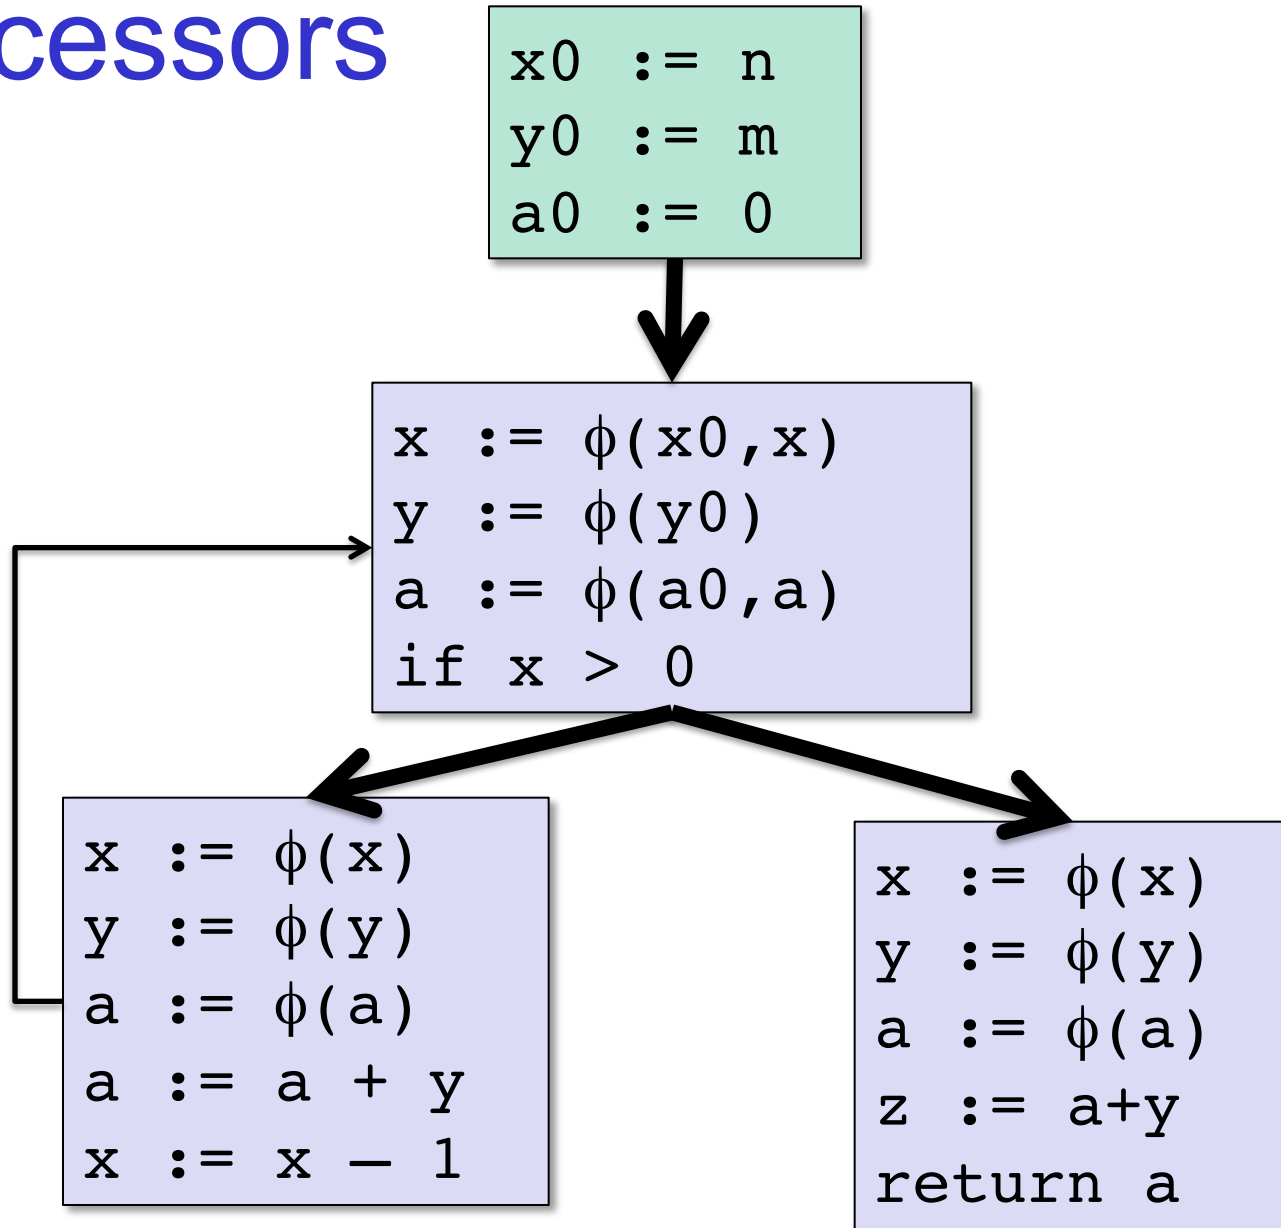 cessors
x0 := n
y0 := m
a0 := 0
x := ϕ(x0,x)
y := ϕ(y0)
a := ϕ(a0,a)
if x > 0
x := ϕ(x)
y := ϕ(y)
a := ϕ(a)
a := a + y
x := x – 1
x := ϕ(x)
y := ϕ(y)
a := ϕ(a)
z := a+y
return a